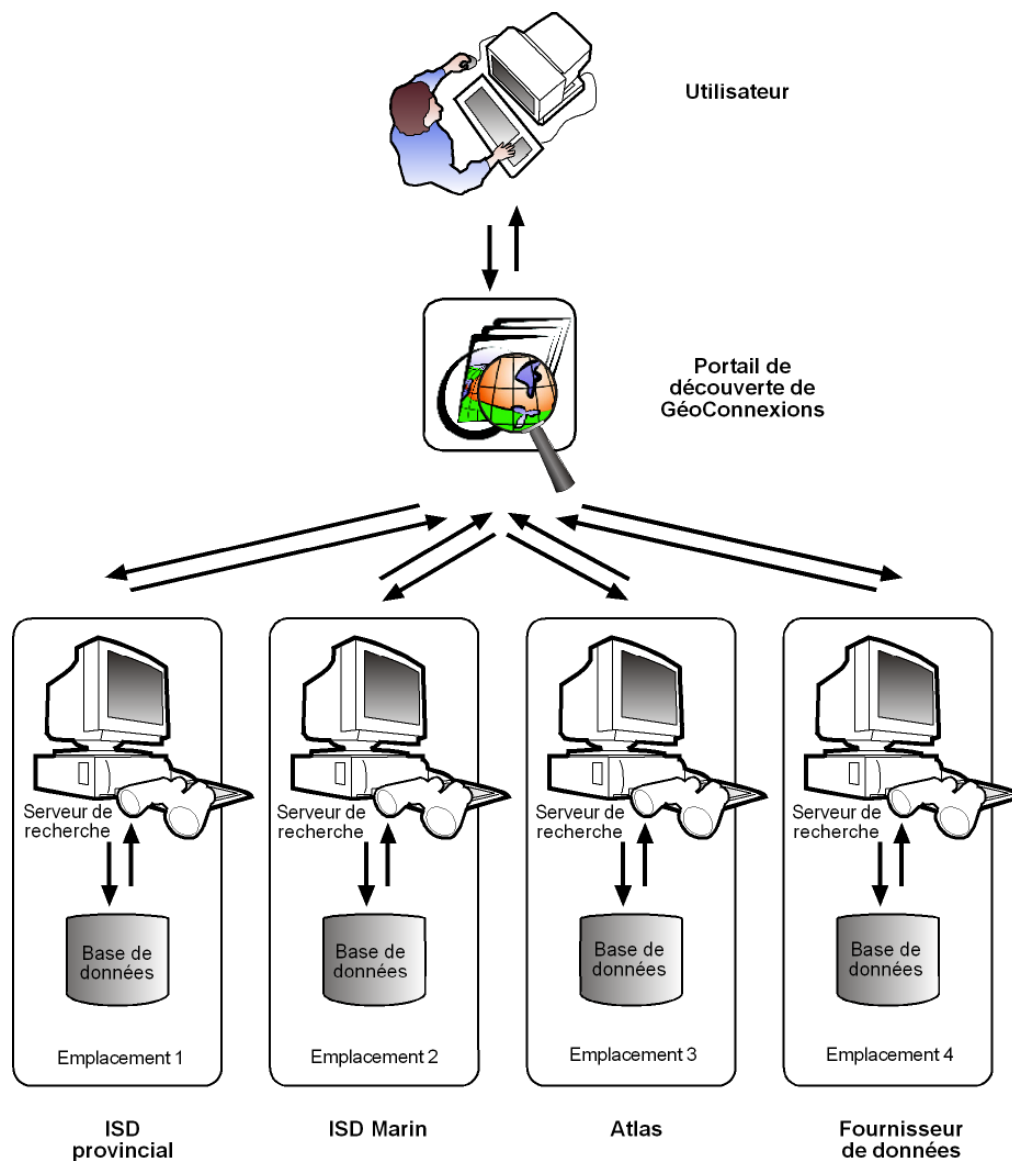 Utilisateur
Portail de
découverte de
GéoConnexions
Serveur de
recherche
Base de
données
Emplacement 1
ISD
provincial
Serveur de
recherche
Base de
données
Emplacement 2
ISD Marin
Serveur de
recherche
Base de
données
Emplacement 3
Atlas
Serveur de
recherche
Base de
données
Emplacement 4
Fournisseur
de données